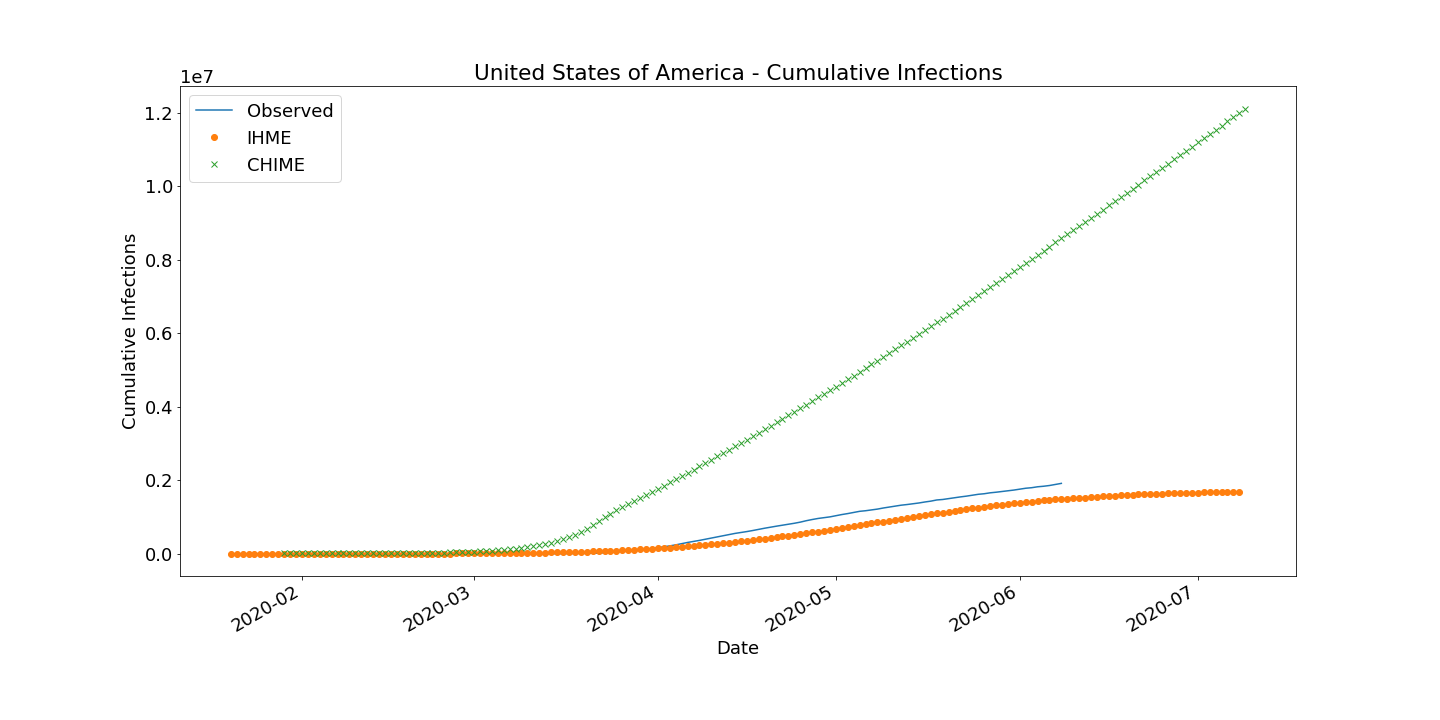 United States of America - Cumulative Infections
1e7
Observed
IHME
CHIME
1.2
1.0
0.8
0.6
0.4
0.2
0.0
Cumulative Infections
2020-02
2020-03
2020-04
2020-05
2020-06
2020-07
Date